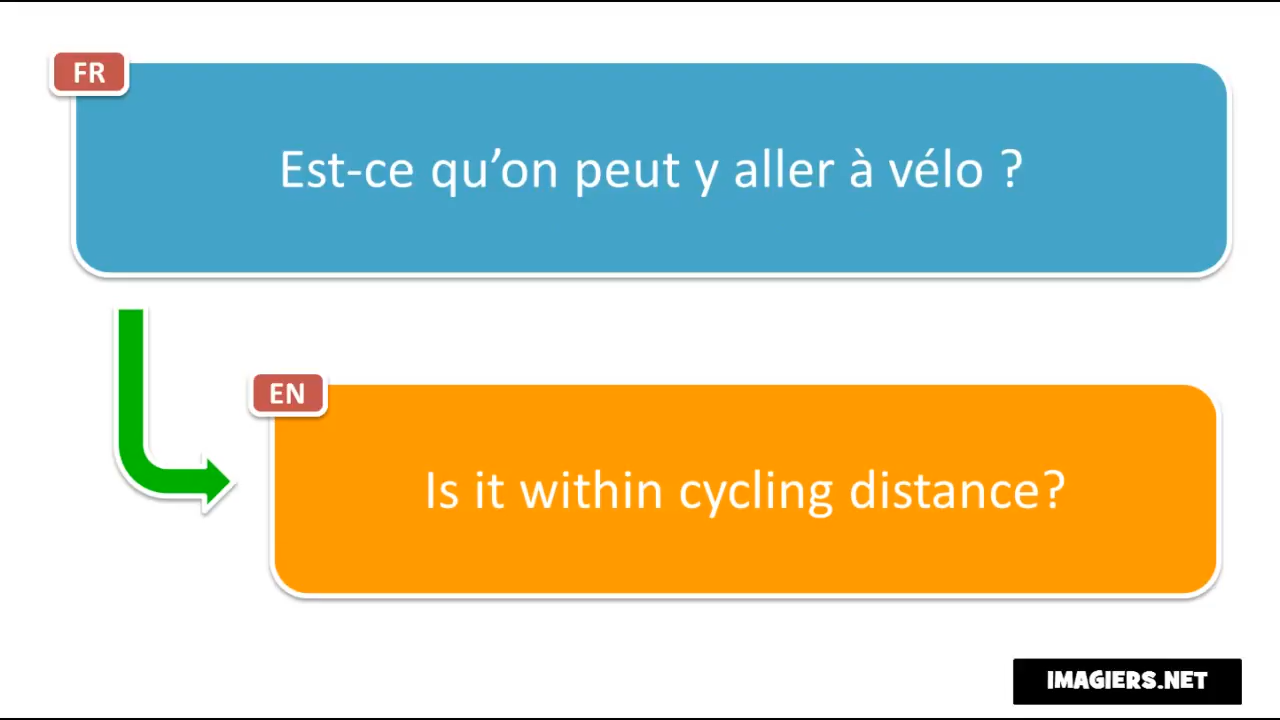 FR
Est-ce qu’on peut y aller à vélo ?
EN
Is it within cycling distance?
IMAGIERS.NET